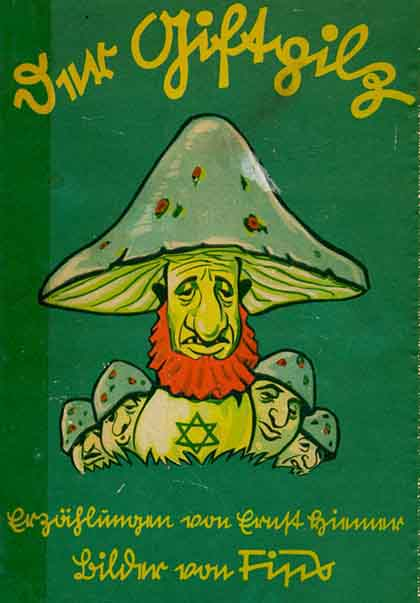 Der Giftpilz
Erzählungen von Ernst Hiemer
Bilder von Fips